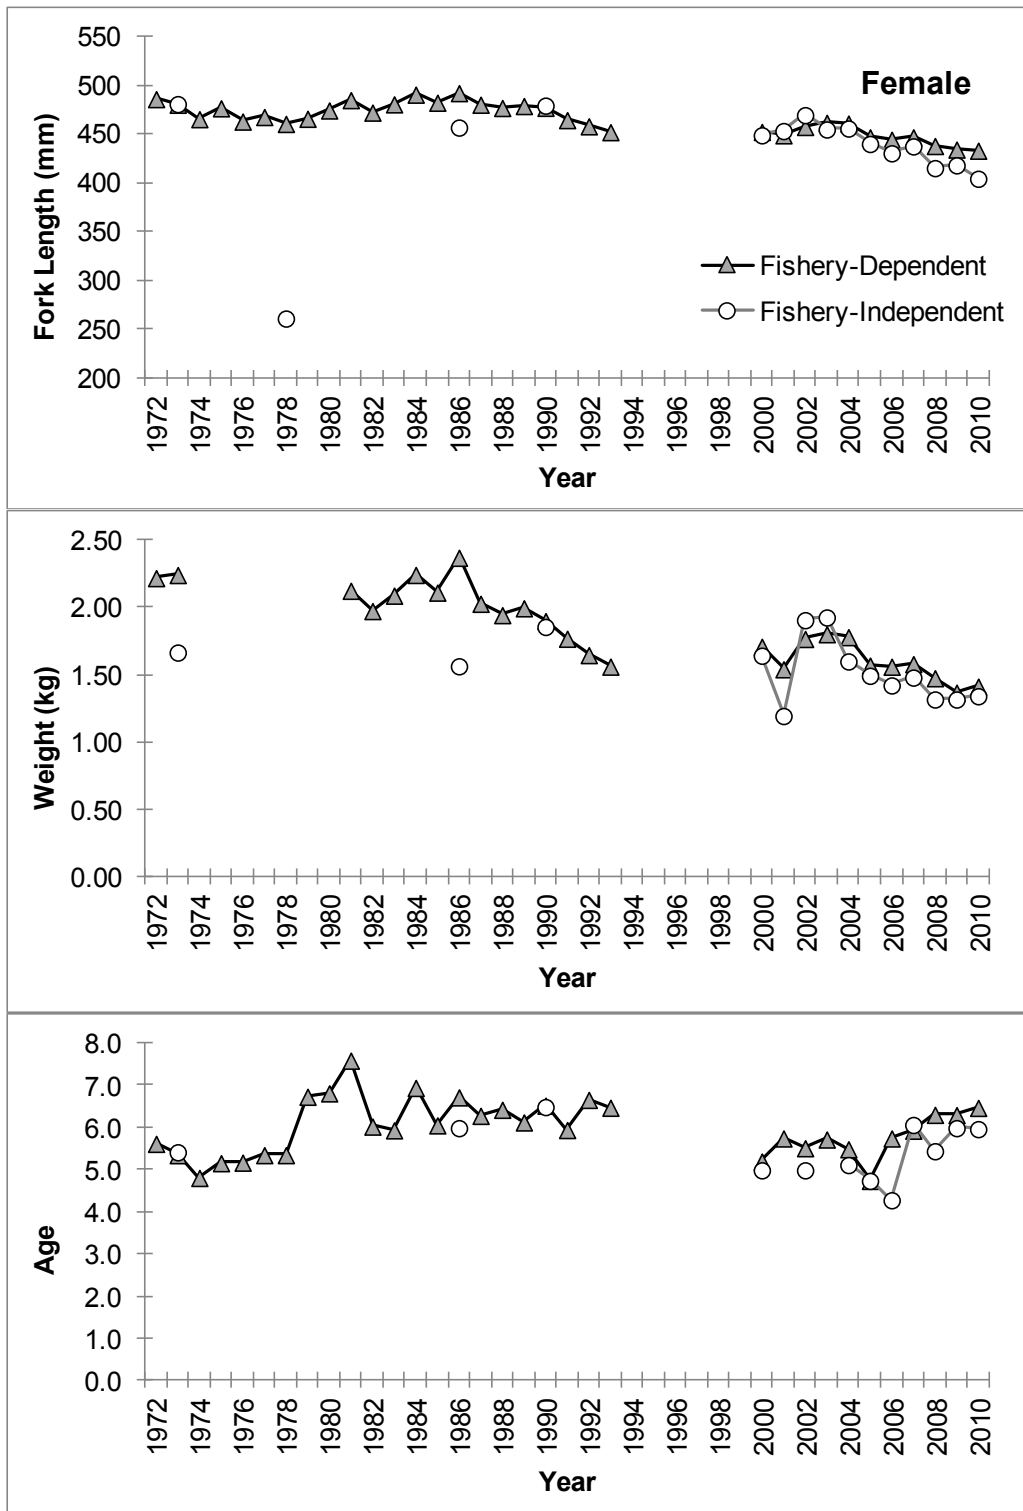 550
500
450
400
350
300
250
200
Fork Length (mm)
Female
Fishery-Dependent
Fishery-Independent
1972 1974 1976 1978 1980 1982 1984 1986 1988 1990 1992 1994 1996 1998 2000 2002 2004 2006 2008 2010
Year
2.50
2.00
1.50
1.00
0.50
0.00
Weight (kg)
1972 1974 1976 1978 1980 1982 1984 1986 1988 1990 1992 1994 1996 1998 2000 2002 2004 2006 2008 2010
Year
8.0
7.0
6.0
5.0
4.0
3.0
2.0
1.0
0.0
Age
1972 1974 1976 1978 1980 1982 1984 1986 1988 1990 1992 1994 1996 1998 2000 2002 2004 2006 2008 2010
Year